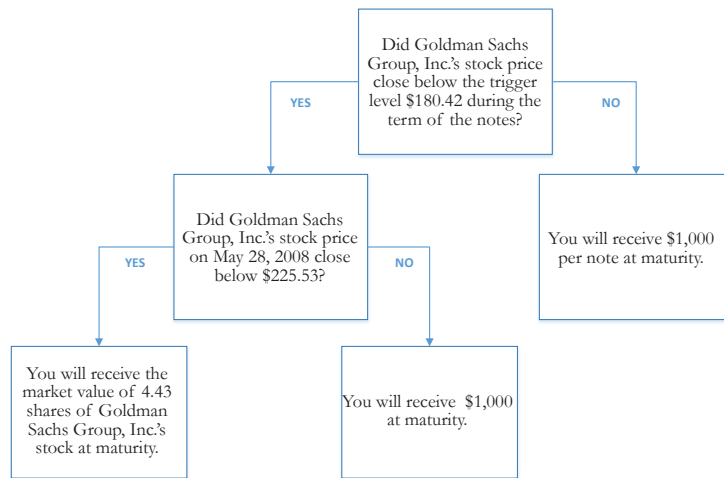 Did Goldman Sachs
Group, Inc.'s stock price
close below the trigger
level $180.42 during the
term of the notes?
YES
NO
Did Goldman Sachs
Group, Inc.'s stock price
on May 28, 2008 close
below $225.53?
You will receive $1,000
per note at maturity.
YES
NO
You will receive the
market value of 4.43
shares of Goldman
Sachs Group, Inc.'s
stock at maturity.
You will receive $1,000
at maturity.